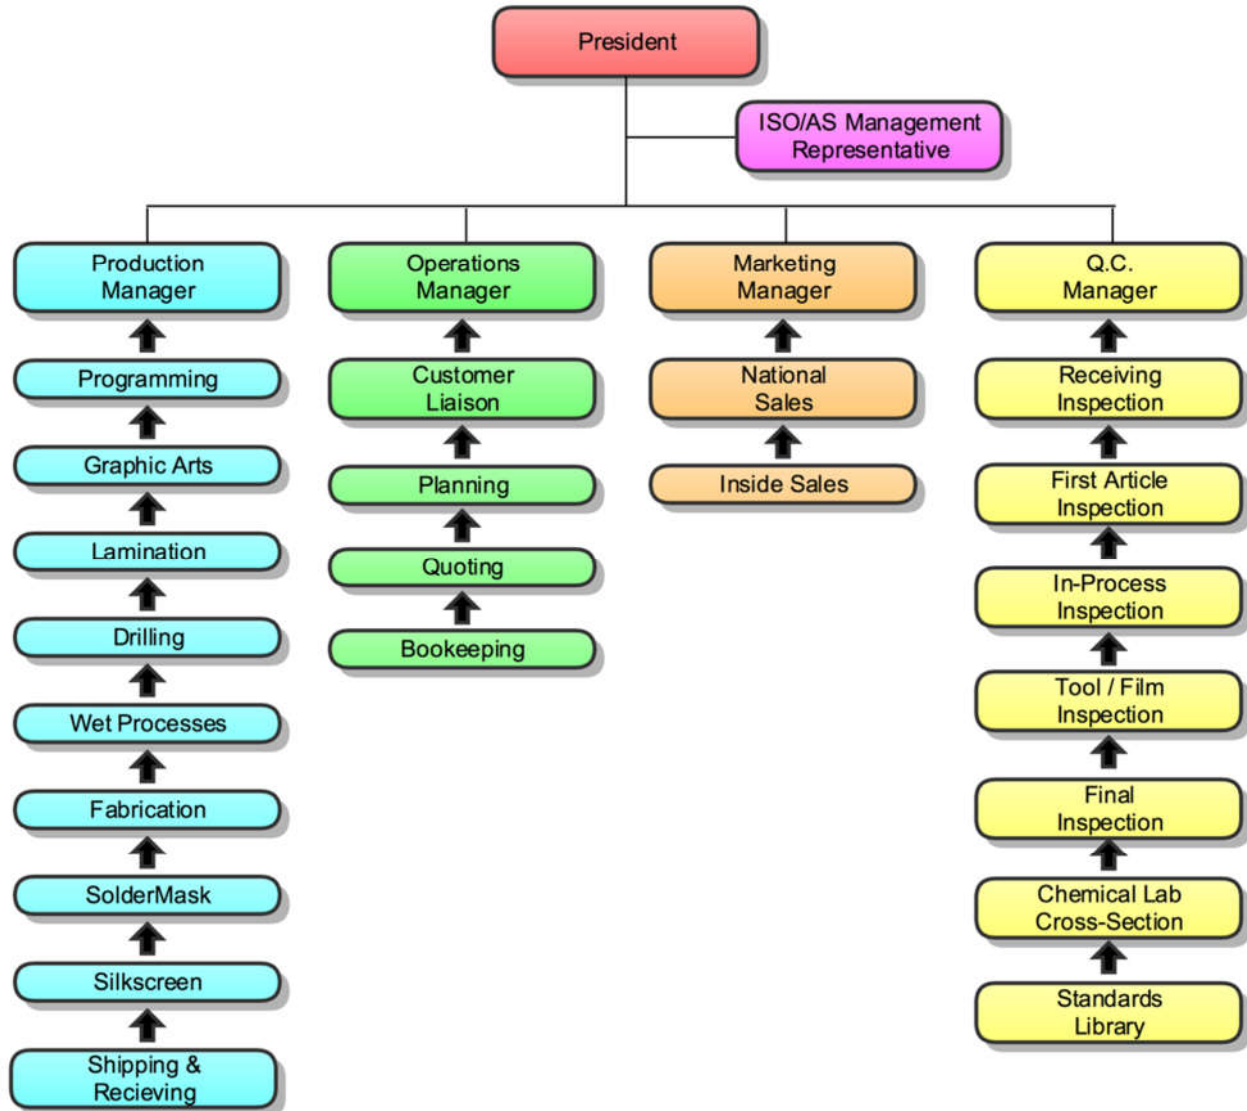 President
ISO/AS Management
Representative
Production
Manager
Programming
Graphic Arts
Lamination
Drilling
Wet Processes
Fabrication
SolderMask
Silkscreen
Shipping &
Recieving
Operations
Manager
Customer
Liaison
Planning
Quoting
Bookeeping
Marketing
Manager
National
Sales
Inside Sales
Q.C.
Manager
Receiving
Inspection
First Article
Inspection
In-Process
Inspection
Tool / Film
Inspection
Final
Inspection
Chemical Lab
Cross-Section
Standards
Library